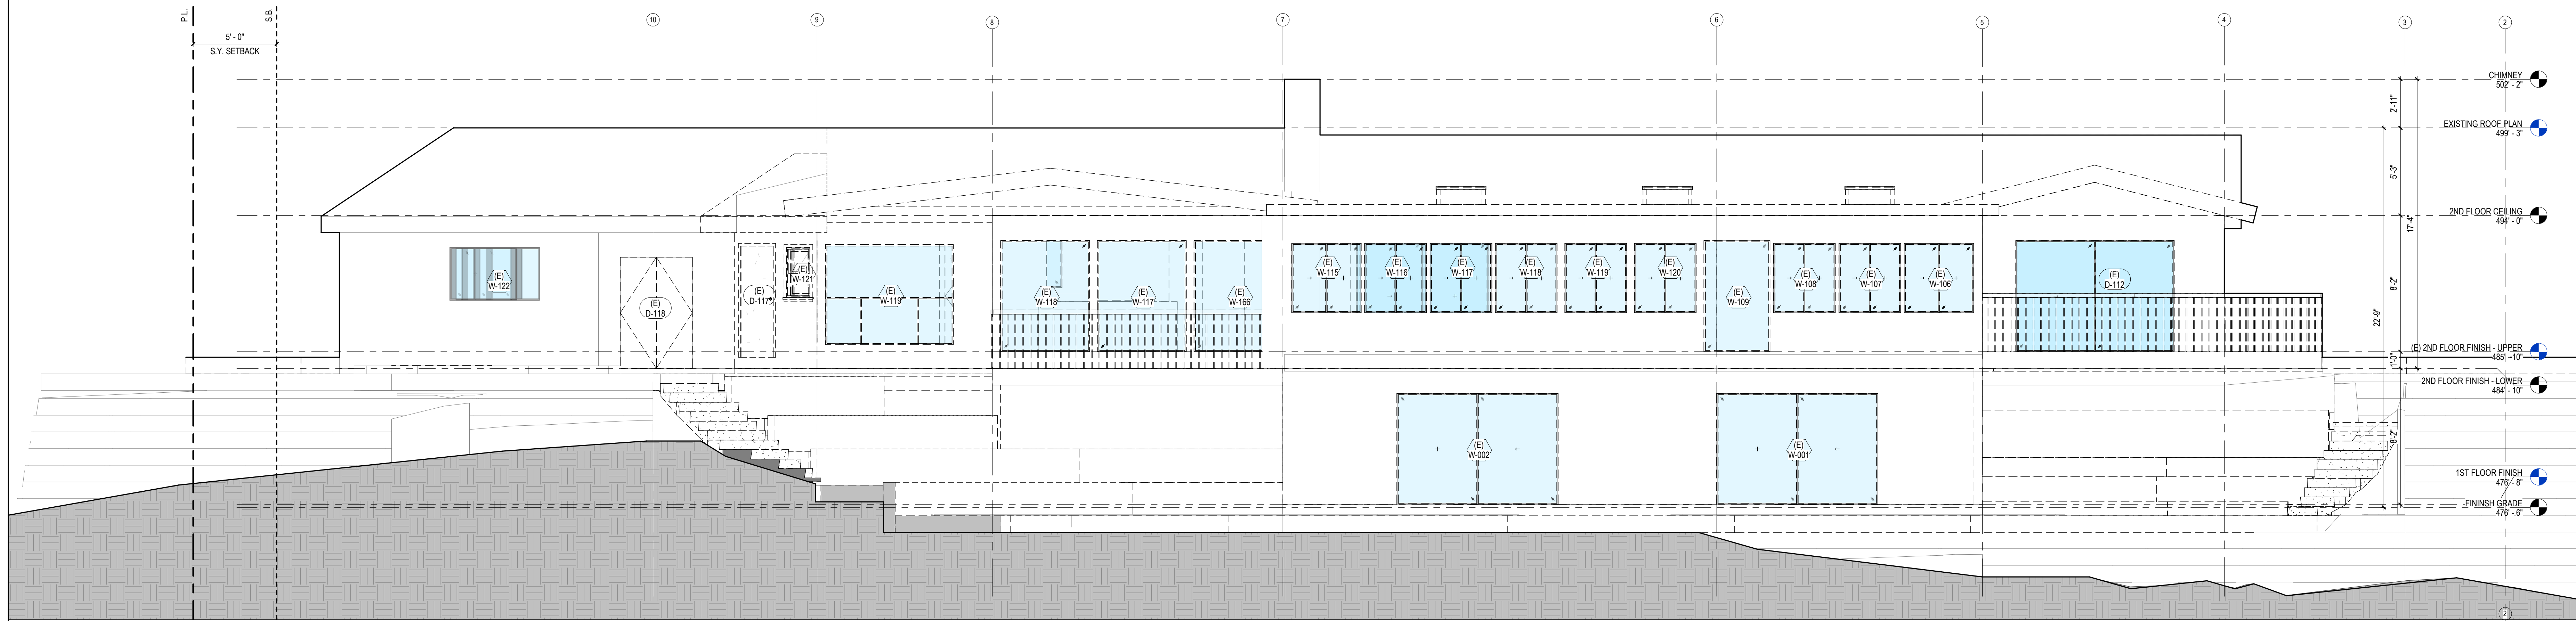 P.L.
S.B.
5' - 0"
S.Y. SETBACK
10
9
8
7
6
5
4
3
2
CHIMNEY
502' - 2"
2'-11"
EXISTING ROOF PLAN
499' - 3"
5'-3"
2ND FLOOR CEILING
494' - 0"
17'-4"
8'-2"
22'-9"
(E) 2ND FLOOR FINISH - UPPER
485' - 10"
1'-0"
2ND FLOOR FINISH - LOWER
484' - 10"
8'-2"
1ST FLOOR FINISH
476' - 8"
FININSH GRADE
476' - 6"
(E)
W-122
(E)
D-118
(E)
D-117
(E)
W-121
(E)
W-119
(E)
W-118
(E)
W-117
(E)
W-166
(E)
W-115
(E)
W-116
(E)
W-117
(E)
W-118
(E)
W-119
(E)
W-120
(E)
W-109
(E)
W-108
(E)
W-107
(E)
W-106
(E)
D-112
(E)
W-002
(E)
W-001
2